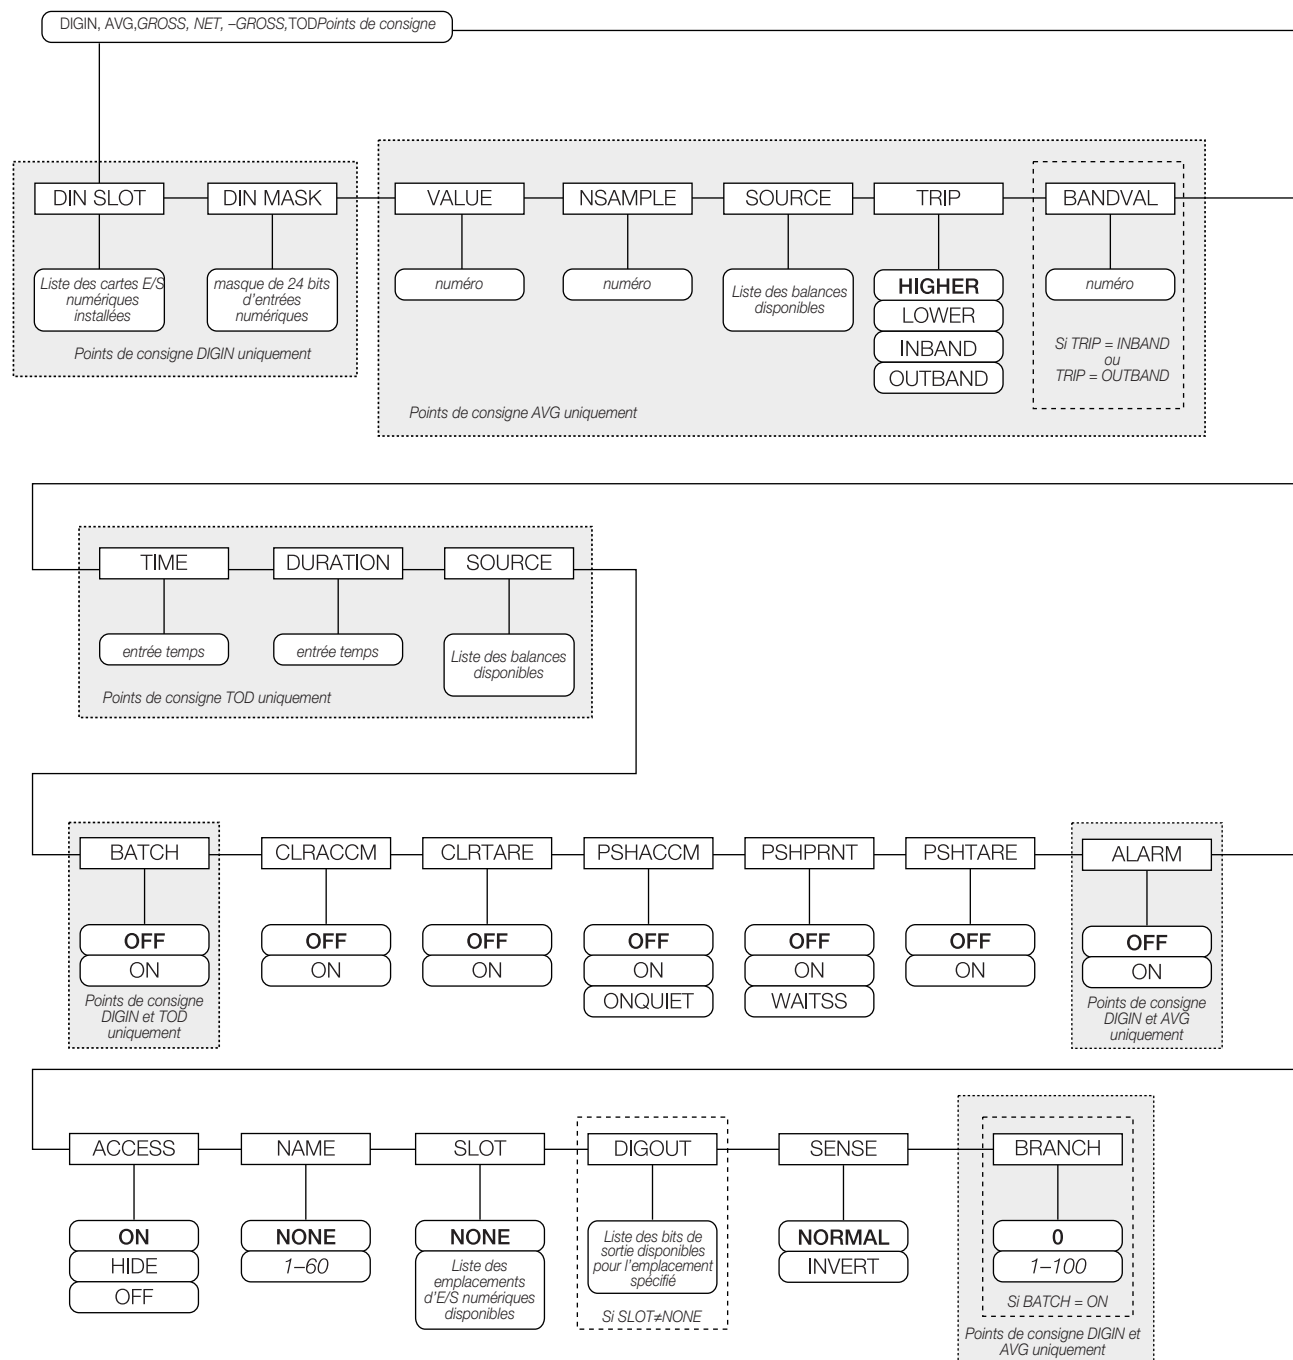 DIGIN, AVG,GROSS, NET, –GROSS,TODPoints de consigne
DIN SLOT
DIN MASK
VALUE
NSAMPLE
SOURCE
TRIP
BANDVAL
Liste des cartes E/S
numériques
installées
masque de 24 bits
d'entrées
numériques
numéro
numéro
Liste des balances
disponibles
HIGHER
LOWER
INBAND
OUTBAND
numéro
Si TRIP = INBAND
ou
TRIP = OUTBAND
Points de consigne DIGIN uniquement
Points de consigne AVG uniquement
TIME
DURATION
SOURCE
entrée temps
entrée temps
Liste des balances
disponibles
Points de consigne TOD uniquement
BATCH
CLRACCM
CLRTARE
PSHACCM
PSHPRNT
PSHTARE
ALARM
OFF
ON
OFF
ON
OFF
ON
OFF
ON
ONQUIET
OFF
ON
WAITSS
OFF
ON
OFF
ON
Points de consigne
DIGIN et TOD
uniquement
Points de consigne
DIGIN et AVG
uniquement
ACCESS
NAME
SLOT
DIGOUT
SENSE
BRANCH
ON
HIDE
OFF
NONE
1–60
NONE
Liste des
emplacements
d'E/S numériques
disponibles
Liste des bits de
sortie disponibles
pour l'emplacement
spécifié
Si SLOT≠NONE
NORMAL
INVERT
0
1–100
Si BATCH = ON
Points de consigne DIGIN et
AVG uniquement